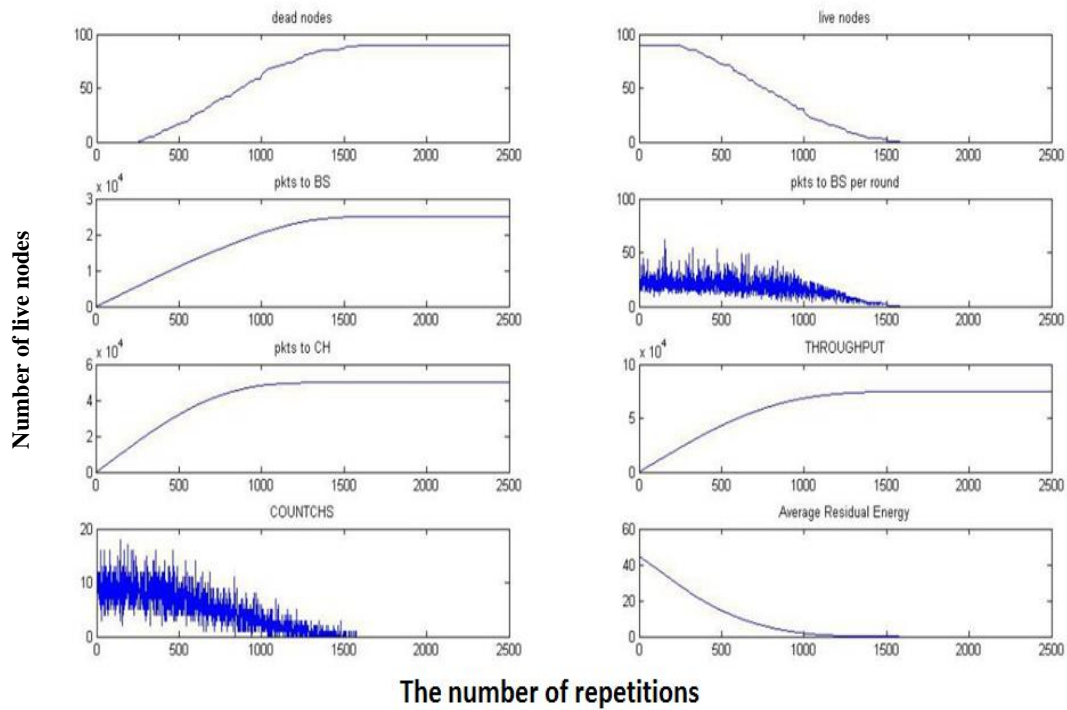 dead nodes
100
50
0
0 500 1000 1500 2000 2500
live nodes
100
50
0
0 500 1000 1500 2000 2500
pkts to BS
x 10^4
3
2
1
0
0 500 1000 1500 2000 2500
pkts to BS per round
100
50
0
0 500 1000 1500 2000 2500
pkts to CH
x 10^4
6
4
2
0
0 500 1000 1500 2000 2500
THROUGHPUT
x 10^4
10
5
0
0 500 1000 1500 2000 2500
COUNTCHS
20
10
0
0 500 1000 1500 2000 2500
Average Residual Energy
60
40
20
0
0 500 1000 1500 2000 2500
Number of live nodes
The number of repetitions